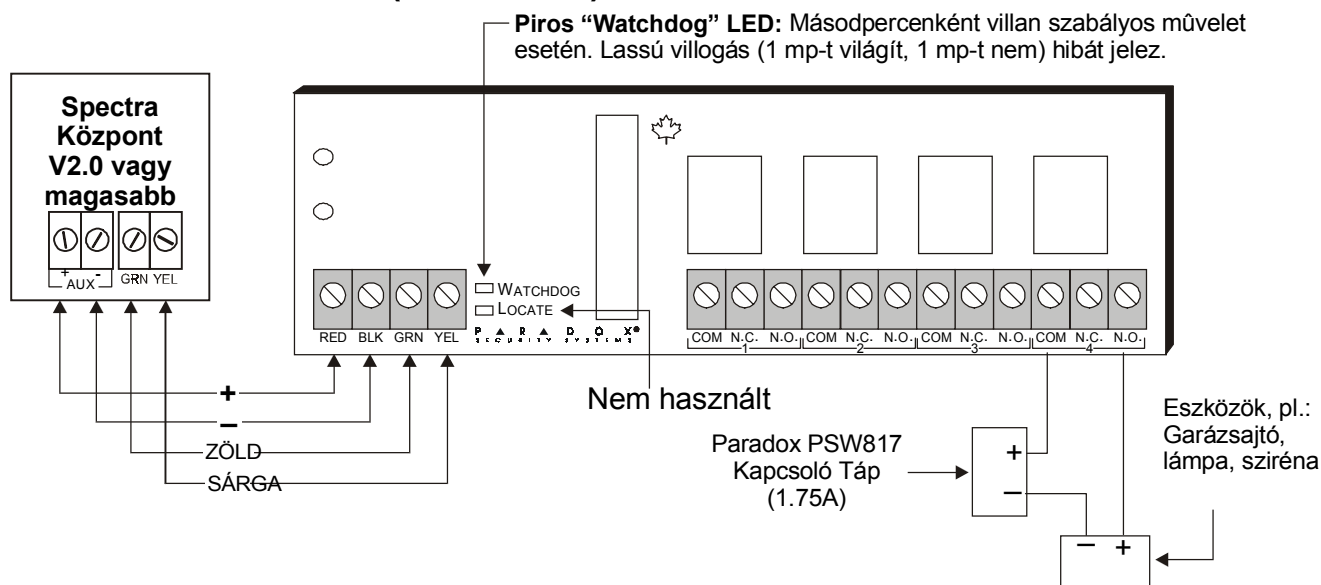 Piros “Watchdog” LED: Másodpercenként villan szabályos mûvelet
esetén. Lassú villogás (1 mp-t világít, 1 mp-t nem) hibát jelez.
Spectra
Központ
V2.0 vagy
magasabb
+ -
AUX
GRN YEL
WATCHDOG
LOCATE
RED BLK GRN YEL
PARADOX®
SECURITY SYSTEMS
COM N.C. N.O. COM N.C. N.O. COM N.C. N.O. COM N.C. N.O.
1 2 3 4
+
–
ZÖLD
SÁRGA
Nem használt
Paradox PSW817
Kapcsoló Táp
(1.75A)
+
–
Eszközök, pl.:
Garázsajtó,
lámpa, sziréna
– +